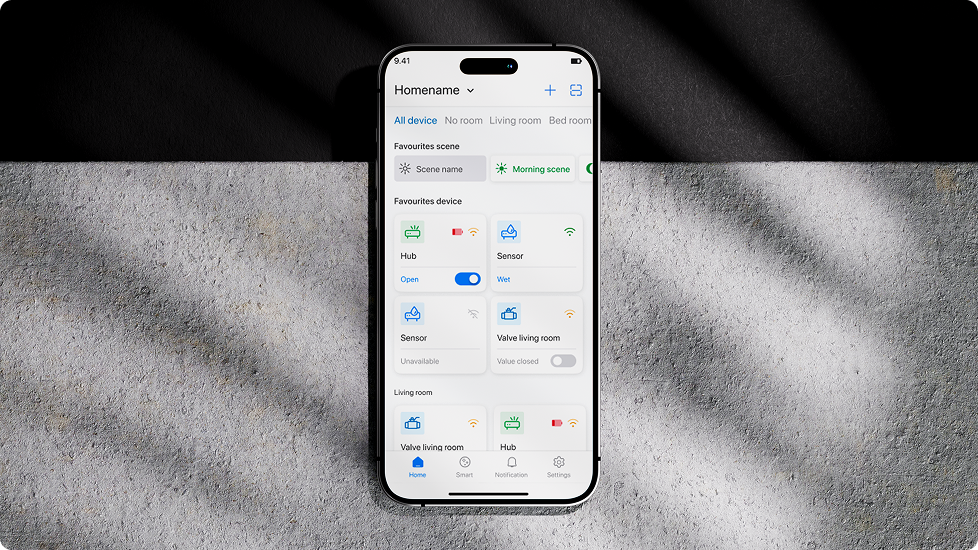 9.41
Homename
All device No room Living room Bed room
Favourites scene
Scene name Morning scene
Favourites device
Hub Sensor
Open Wet
Sensor Valve living room
Unavailable Value closed
Living room
Valve living room Hub
Home Smart Notification Settings